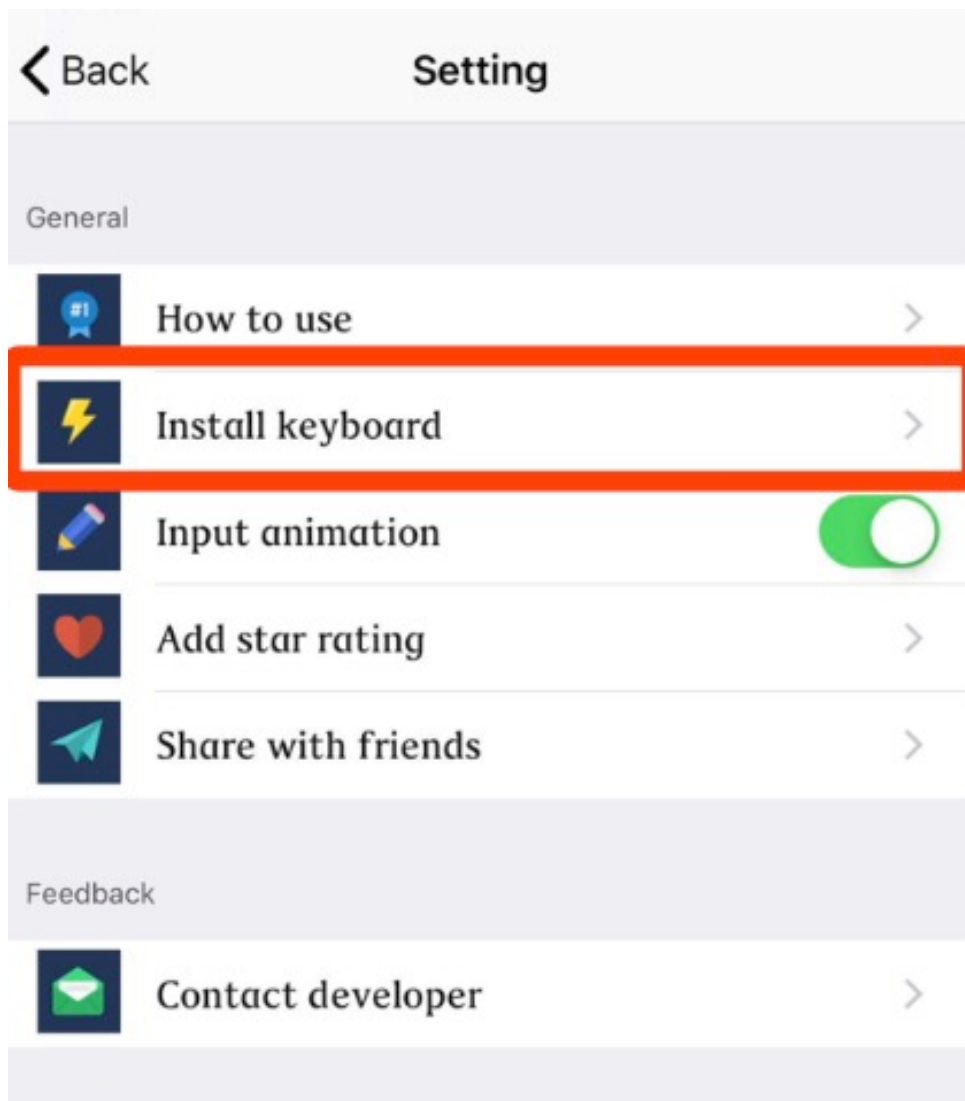 Back
Setting
General
#1
How to use
Install keyboard
Input animation
Add star rating
Share with friends
Feedback
Contact developer